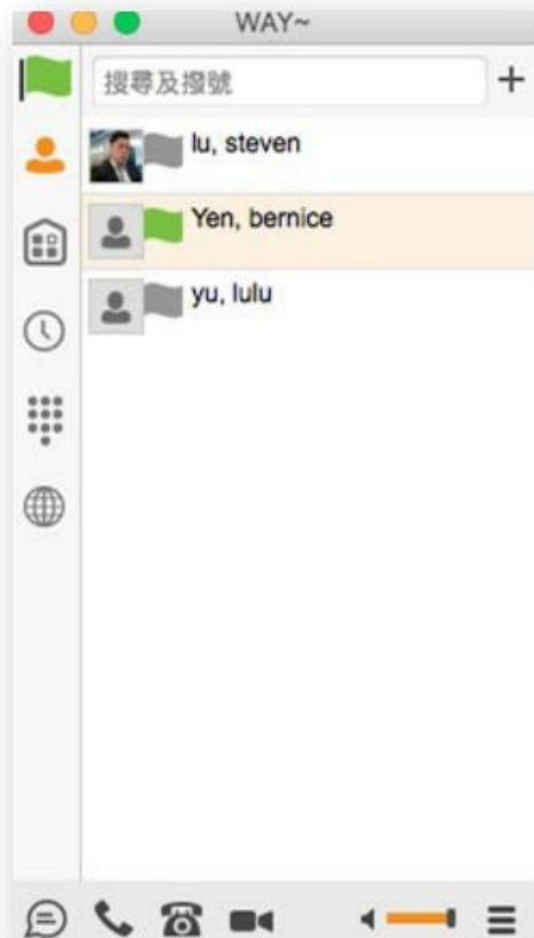 WAY~
搜尋及撥號
lu, steven
Yen, bernice
yu, lulu